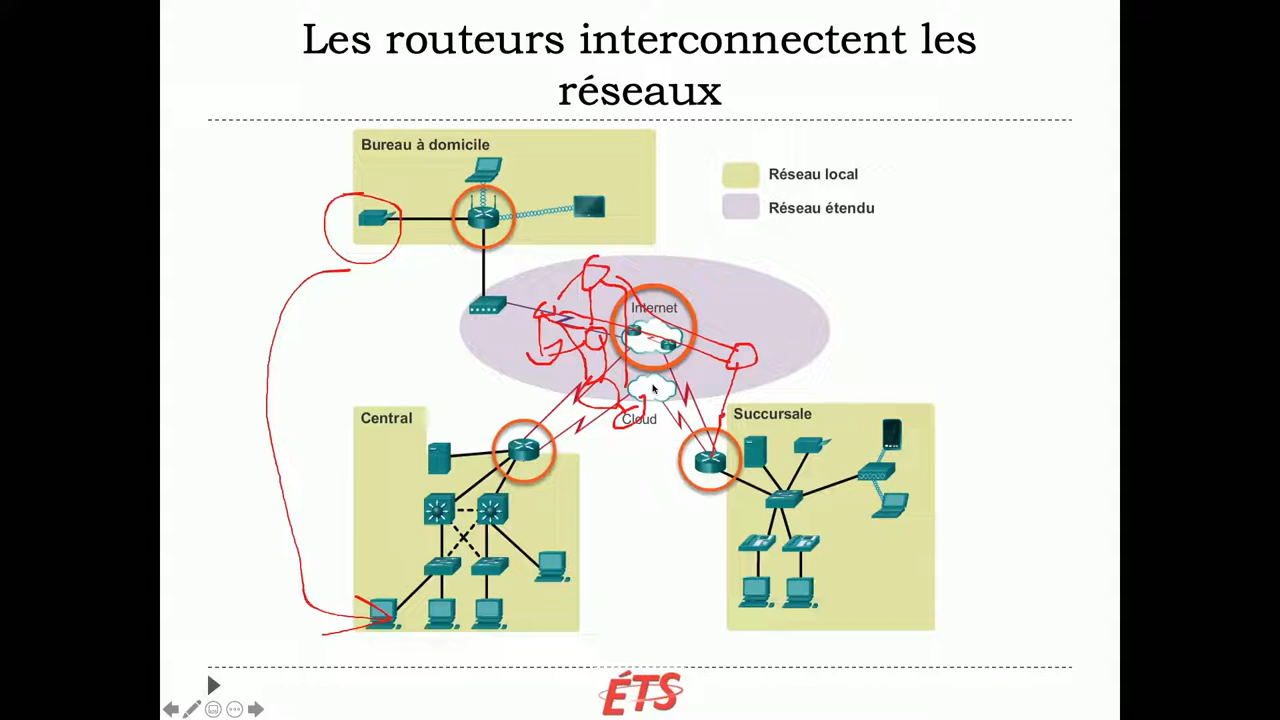 Les routeurs interconnectent les
réseaux
Bureau à domicile
Réseau local
Réseau étendu
Internet
Cloud
Central
Succursale
ÉTS